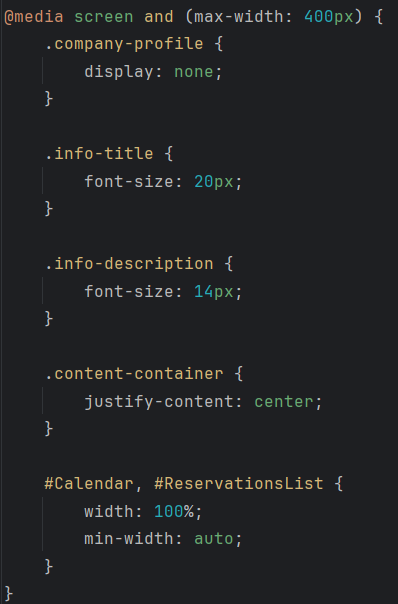 @media screen and (max-width: 400px) {
    .company-profile {
        display: none;
    }

    .info-title {
        font-size: 20px;
    }

    .info-description {
        font-size: 14px;
    }

    .content-container {
        justify-content: center;
    }

    #Calendar, #ReservationsList {
        width: 100%;
        min-width: auto;
    }
}